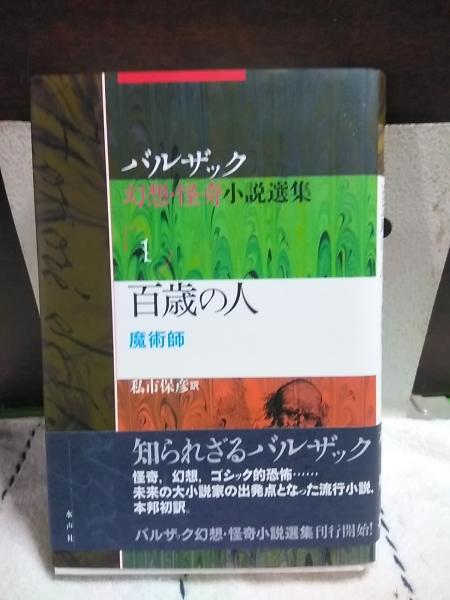 バルザック
幻想・怪奇小説選集
1
百歳の人
魔術師
私市保彦訳
知られざるバルザック
怪奇，幻想，ゴシック的恐怖……
未来の大小説家の出発点となった流行小説，
本邦初訳。
バルザック幻想・怪奇小説選集刊行開始！
水声社